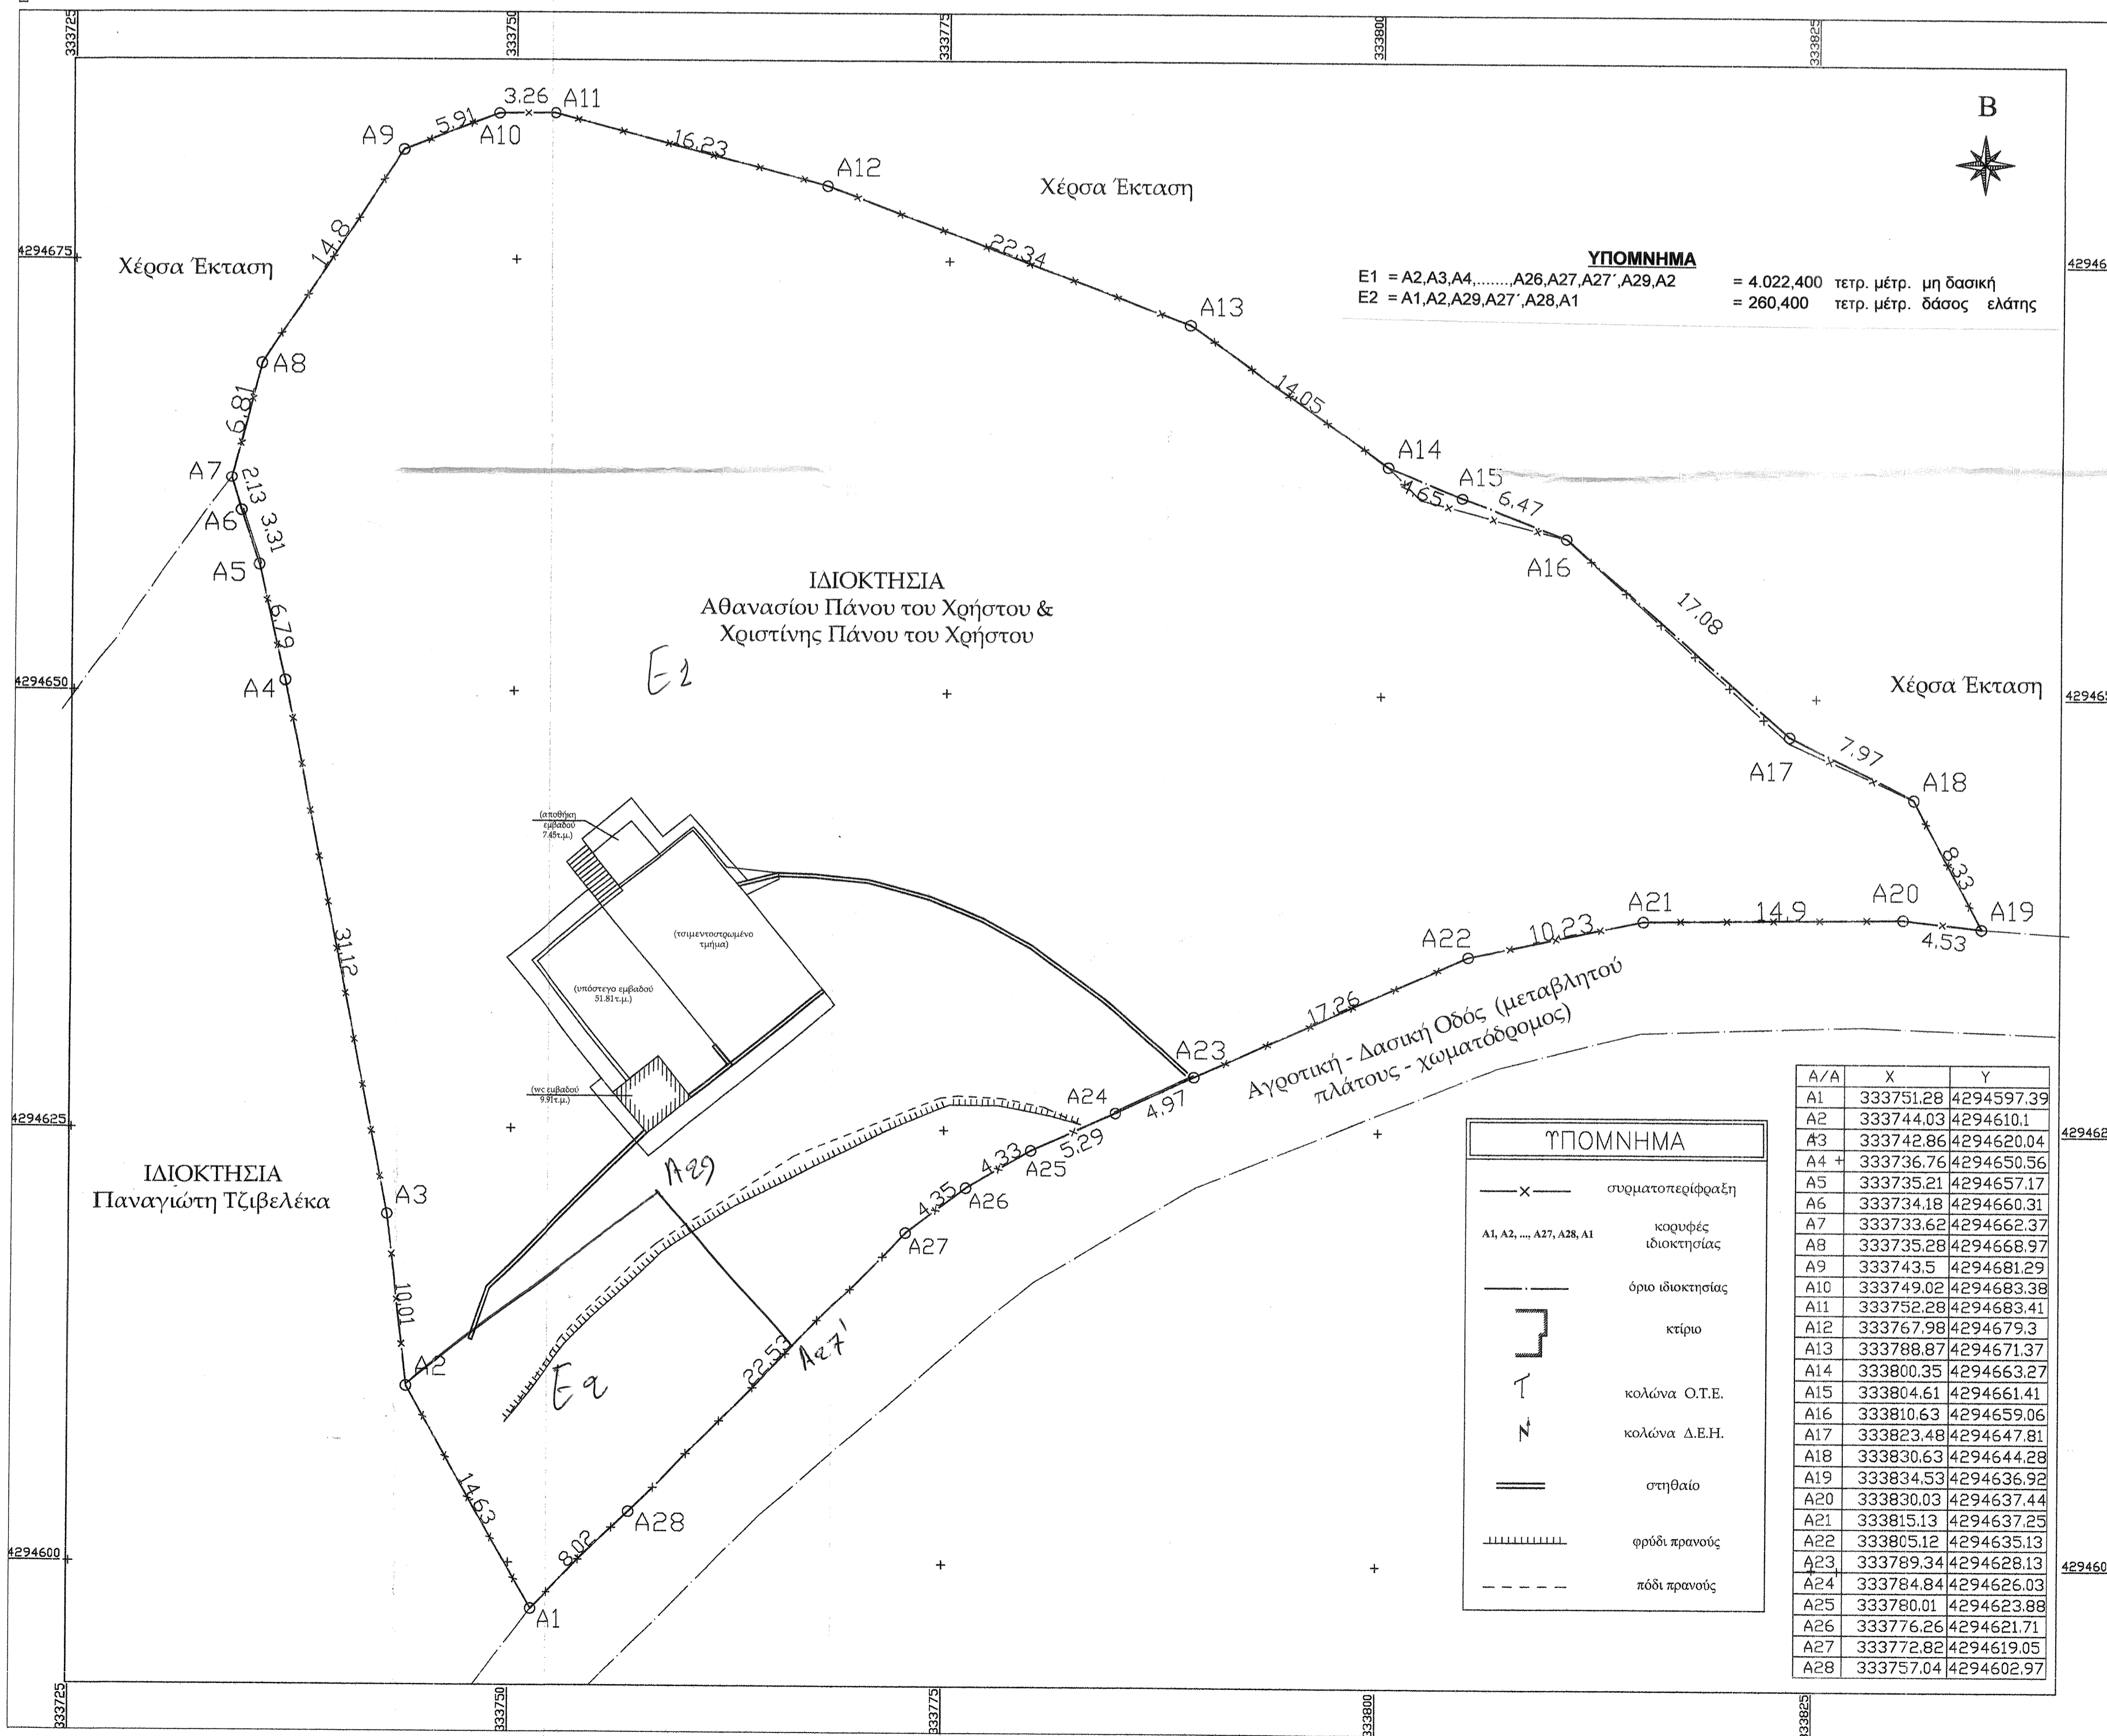 333725
333750
333775
333800
333825
B
3.26
A11
5.91
A10
A9
16.23
A12
Χέρσα Έκταση
22.34
A13
14.8
4294675
Χέρσα Έκταση
ΥΠΟΜΝΗΜΑ
E1 = A2,A3,A4,.......,A26,A27,A27΄,A29,A2 = 4.022,400 τετρ. μέτρ. μη δασική
E2 = A1,A2,A29,A27΄,A28,A1 = 260,400 τετρ. μέτρ. δάσος ελάτης
42946
A8
6.81
14.05
A14
A15
4.65
6.47
A7
2.13
A6
3.31
A5
A16
ΙΔΙΟΚΤΗΣΙΑ
Αθανασίου Πάνου του Χρήστου &
Χριστίνης Πάνου του Χρήστου
6.79
17.08
E1
A4
4294650
Χέρσα Έκταση
429465
A17
7.97
A18
8.33
(αποθήκη
εμβαδού
7.45τ.μ.)
(τσιμεντοστρωμένο
τμήμα)
(υπόστεγο εμβαδού
51.81τ.μ.)
(wc εμβαδού
9.91τ.μ.)
31.12
A19
4.53
A20
14.9
A21
10.23
A22
17.26
Αγροτική - Δασική Οδός (μεταβλητού
πλάτους - χωματόδρομος)
A23
4.97
A24
5.29
A25
4.33
A26
4.35
A27
4294625
429462
ΙΔΙΟΚΤΗΣΙΑ
Παναγιώτη Τζιβελέκα
A29
A3
10.01
A2
22.53
A27'
E2
14.63
A28
8.02
A1
4294600
429460
ΥΠΟΜΝΗΜΑ
συρματοπερίφραξη
A1, A2, ..., A27, A28, A1 κορυφές
ιδιοκτησίας
όριο ιδιοκτησίας
κτίριο
κολώνα Ο.Τ.Ε.
κολώνα Δ.Ε.Η.
στηθαίο
φρύδι πρανούς
πόδι πρανούς
A/A X Y
A1 333751.28 4294597.39
A2 333744.03 4294610.1
A3 333742.86 4294620.04
A4 333736.76 4294650.56
A5 333735.21 4294657.17
A6 333734.18 4294660.31
A7 333733.62 4294662.37
A8 333735.28 4294668.97
A9 333743.5 4294681.29
A10 333749.02 4294683.38
A11 333752.28 4294683.41
A12 333767.98 4294679.3
A13 333788.87 4294671.37
A14 333800.35 4294663.27
A15 333804.61 4294661.41
A16 333810.63 4294659.06
A17 333823.48 4294647.81
A18 333830.63 4294644.28
A19 333834.53 4294636.92
A20 333830.03 4294637.44
A21 333815.13 4294637.25
A22 333805.12 4294635.13
A23 333789.34 4294628.13
A24 333784.84 4294626.03
A25 333780.01 4294623.88
A26 333776.26 4294621.71
A27 333772.82 4294619.05
A28 333757.04 4294602.97
333725
333750
333775
333800
333825